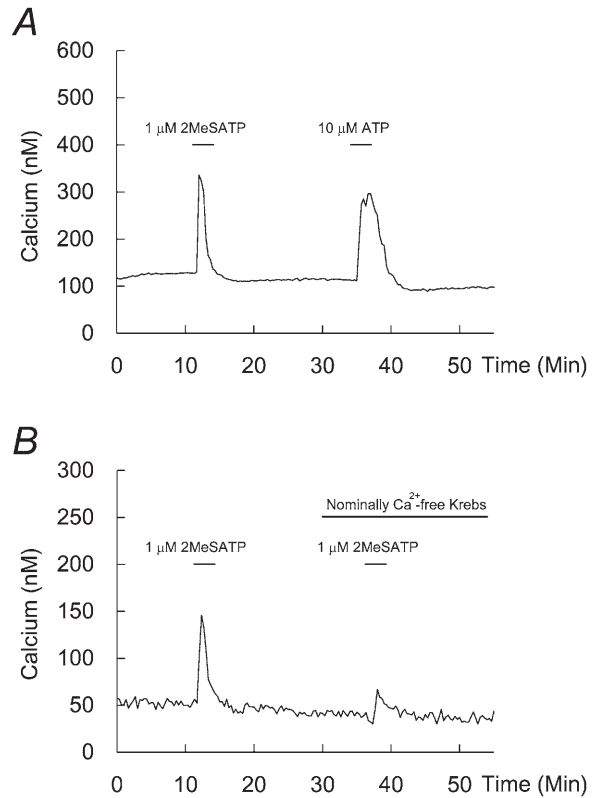 A
600
500
400
300
200
100
0
Calcium (nM)
1 μM 2MeSATP
10 μM ATP
0 10 20 30 40 50 Time (Min)
B
300
250
200
150
100
50
0
Calcium (nM)
Nominally Ca2+-free Krebs
1 μM 2MeSATP
1 μM 2MeSATP
0 10 20 30 40 50 Time (Min)